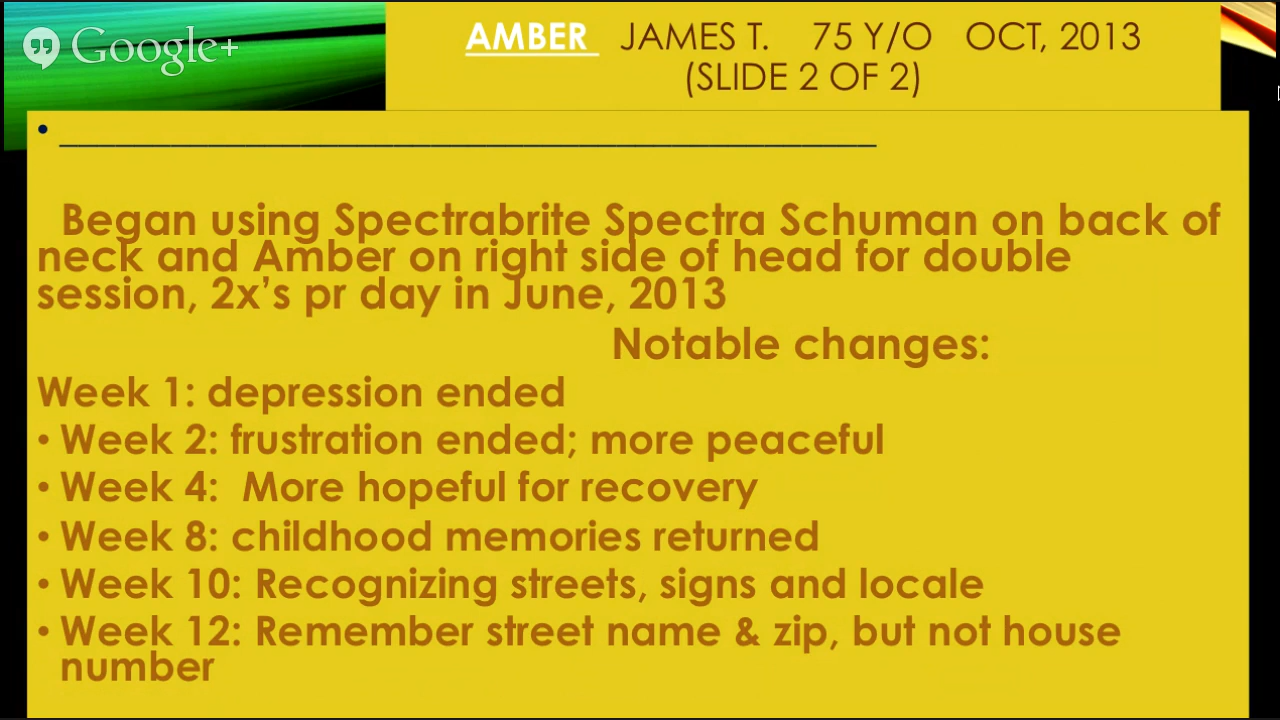 Google+
AMBER JAMES T. 75 Y/O OCT, 2013
(SLIDE 2 OF 2)
• ____________________________________________
Began using Spectrabrite Spectra Schuman on back of
neck and Amber on right side of head for double
session, 2x’s pr day in June, 2013
Notable changes:
Week 1: depression ended
• Week 2: frustration ended; more peaceful
• Week 4: More hopeful for recovery
• Week 8: childhood memories returned
• Week 10: Recognizing streets, signs and locale
• Week 12: Remember street name & zip, but not house
number